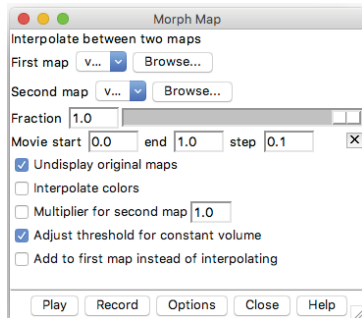 Morph Map
Interpolate between two maps
First map v... Browse...
Second map v... Browse...
Fraction 1.0
Movie start 0.0 end 1.0 step 0.1
Undisplay original maps
Interpolate colors
Multiplier for second map 1.0
Adjust threshold for constant volume
Add to first map instead of interpolating
Play Record Options Close Help